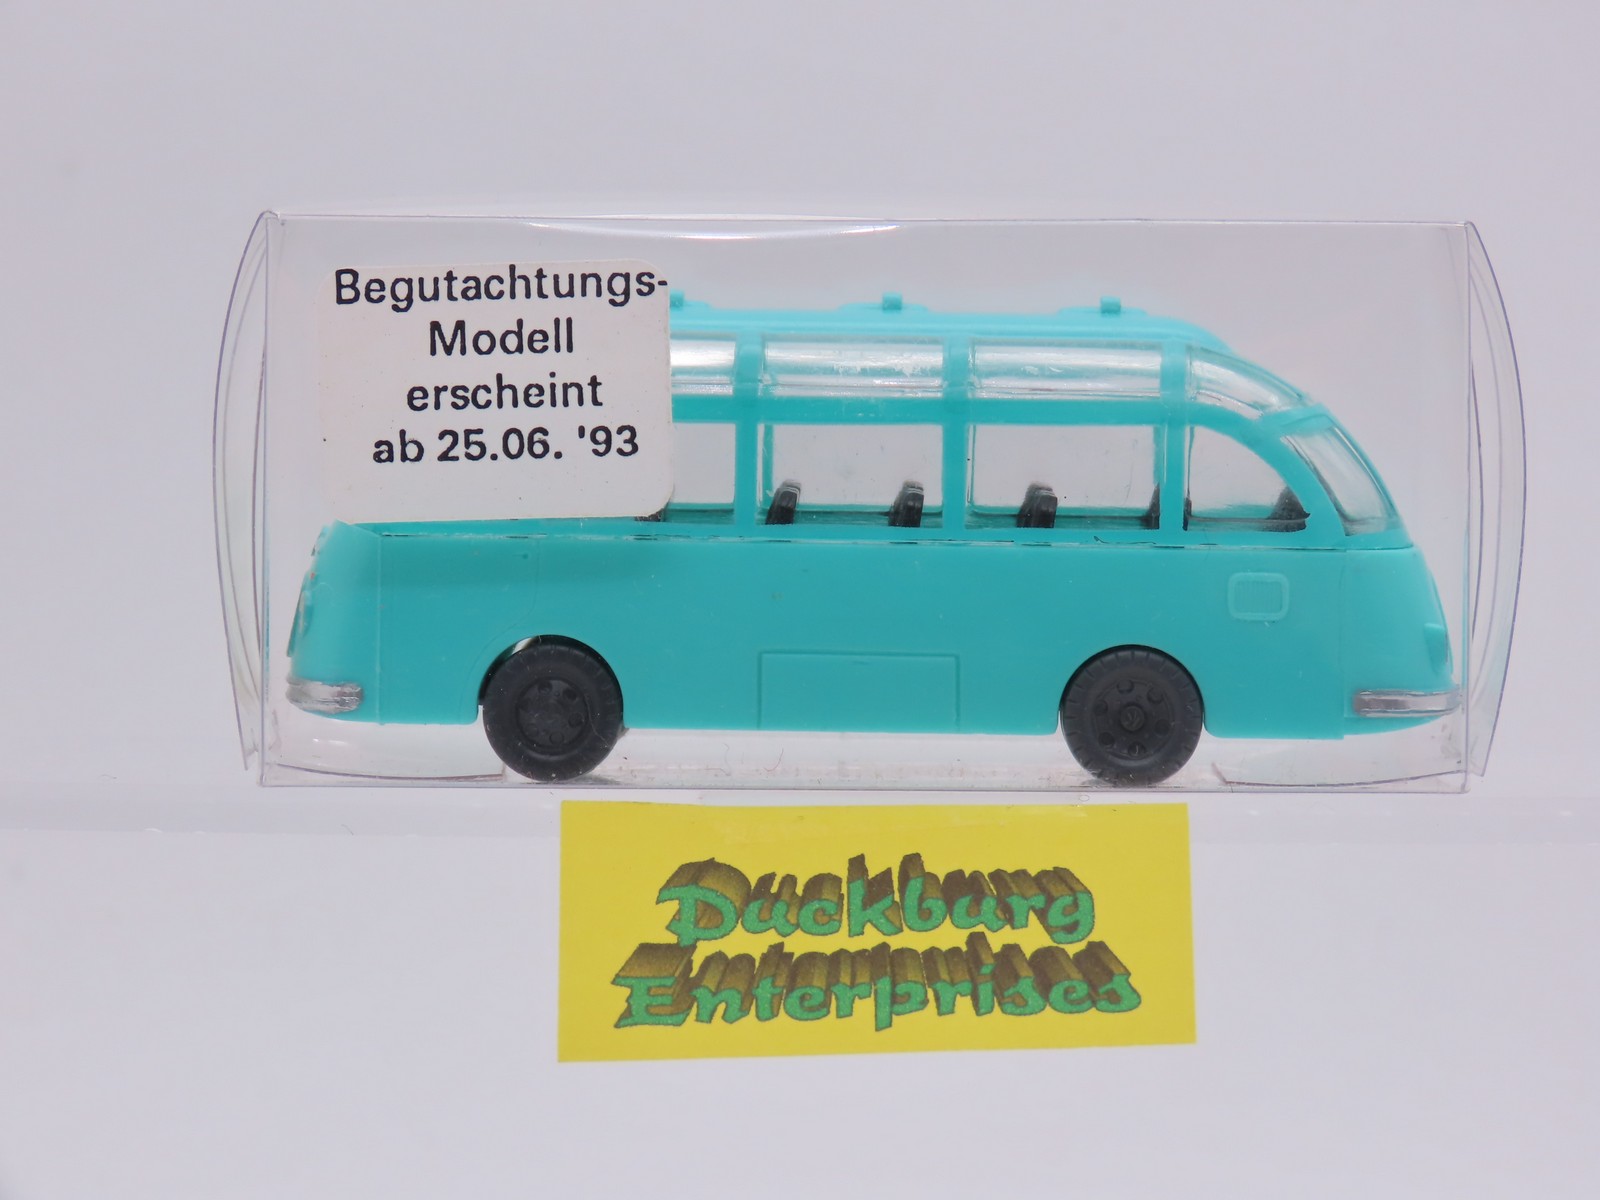 Begutachtungs-
Modell
erscheint
ab 25.06. '93
Duckburg
Enterprises